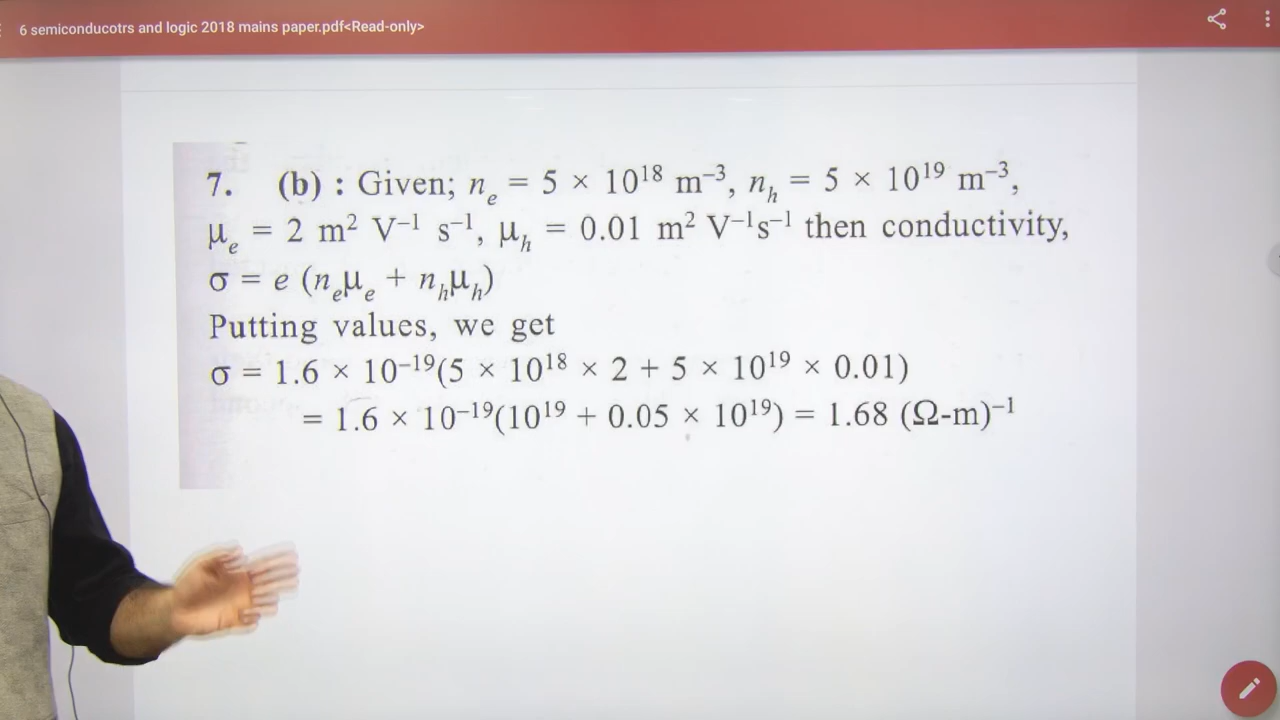 6 semiconducotrs and logic 2018 mains paper.pdf<Read-only>
7. (b) : Given; nₑ = 5 × 10¹⁸ m⁻³, nₕ = 5 × 10¹⁹ m⁻³,
μₑ = 2 m² V⁻¹ s⁻¹, μₕ = 0.01 m² V⁻¹s⁻¹ then conductivity,
σ = e (nₑμₑ + nₕμₕ)
Putting values, we get
σ = 1.6 × 10⁻¹⁹(5 × 10¹⁸ × 2 + 5 × 10¹⁹ × 0.01)
= 1.6 × 10⁻¹⁹(10¹⁹ + 0.05 × 10¹⁹) = 1.68 (Ω-m)⁻¹